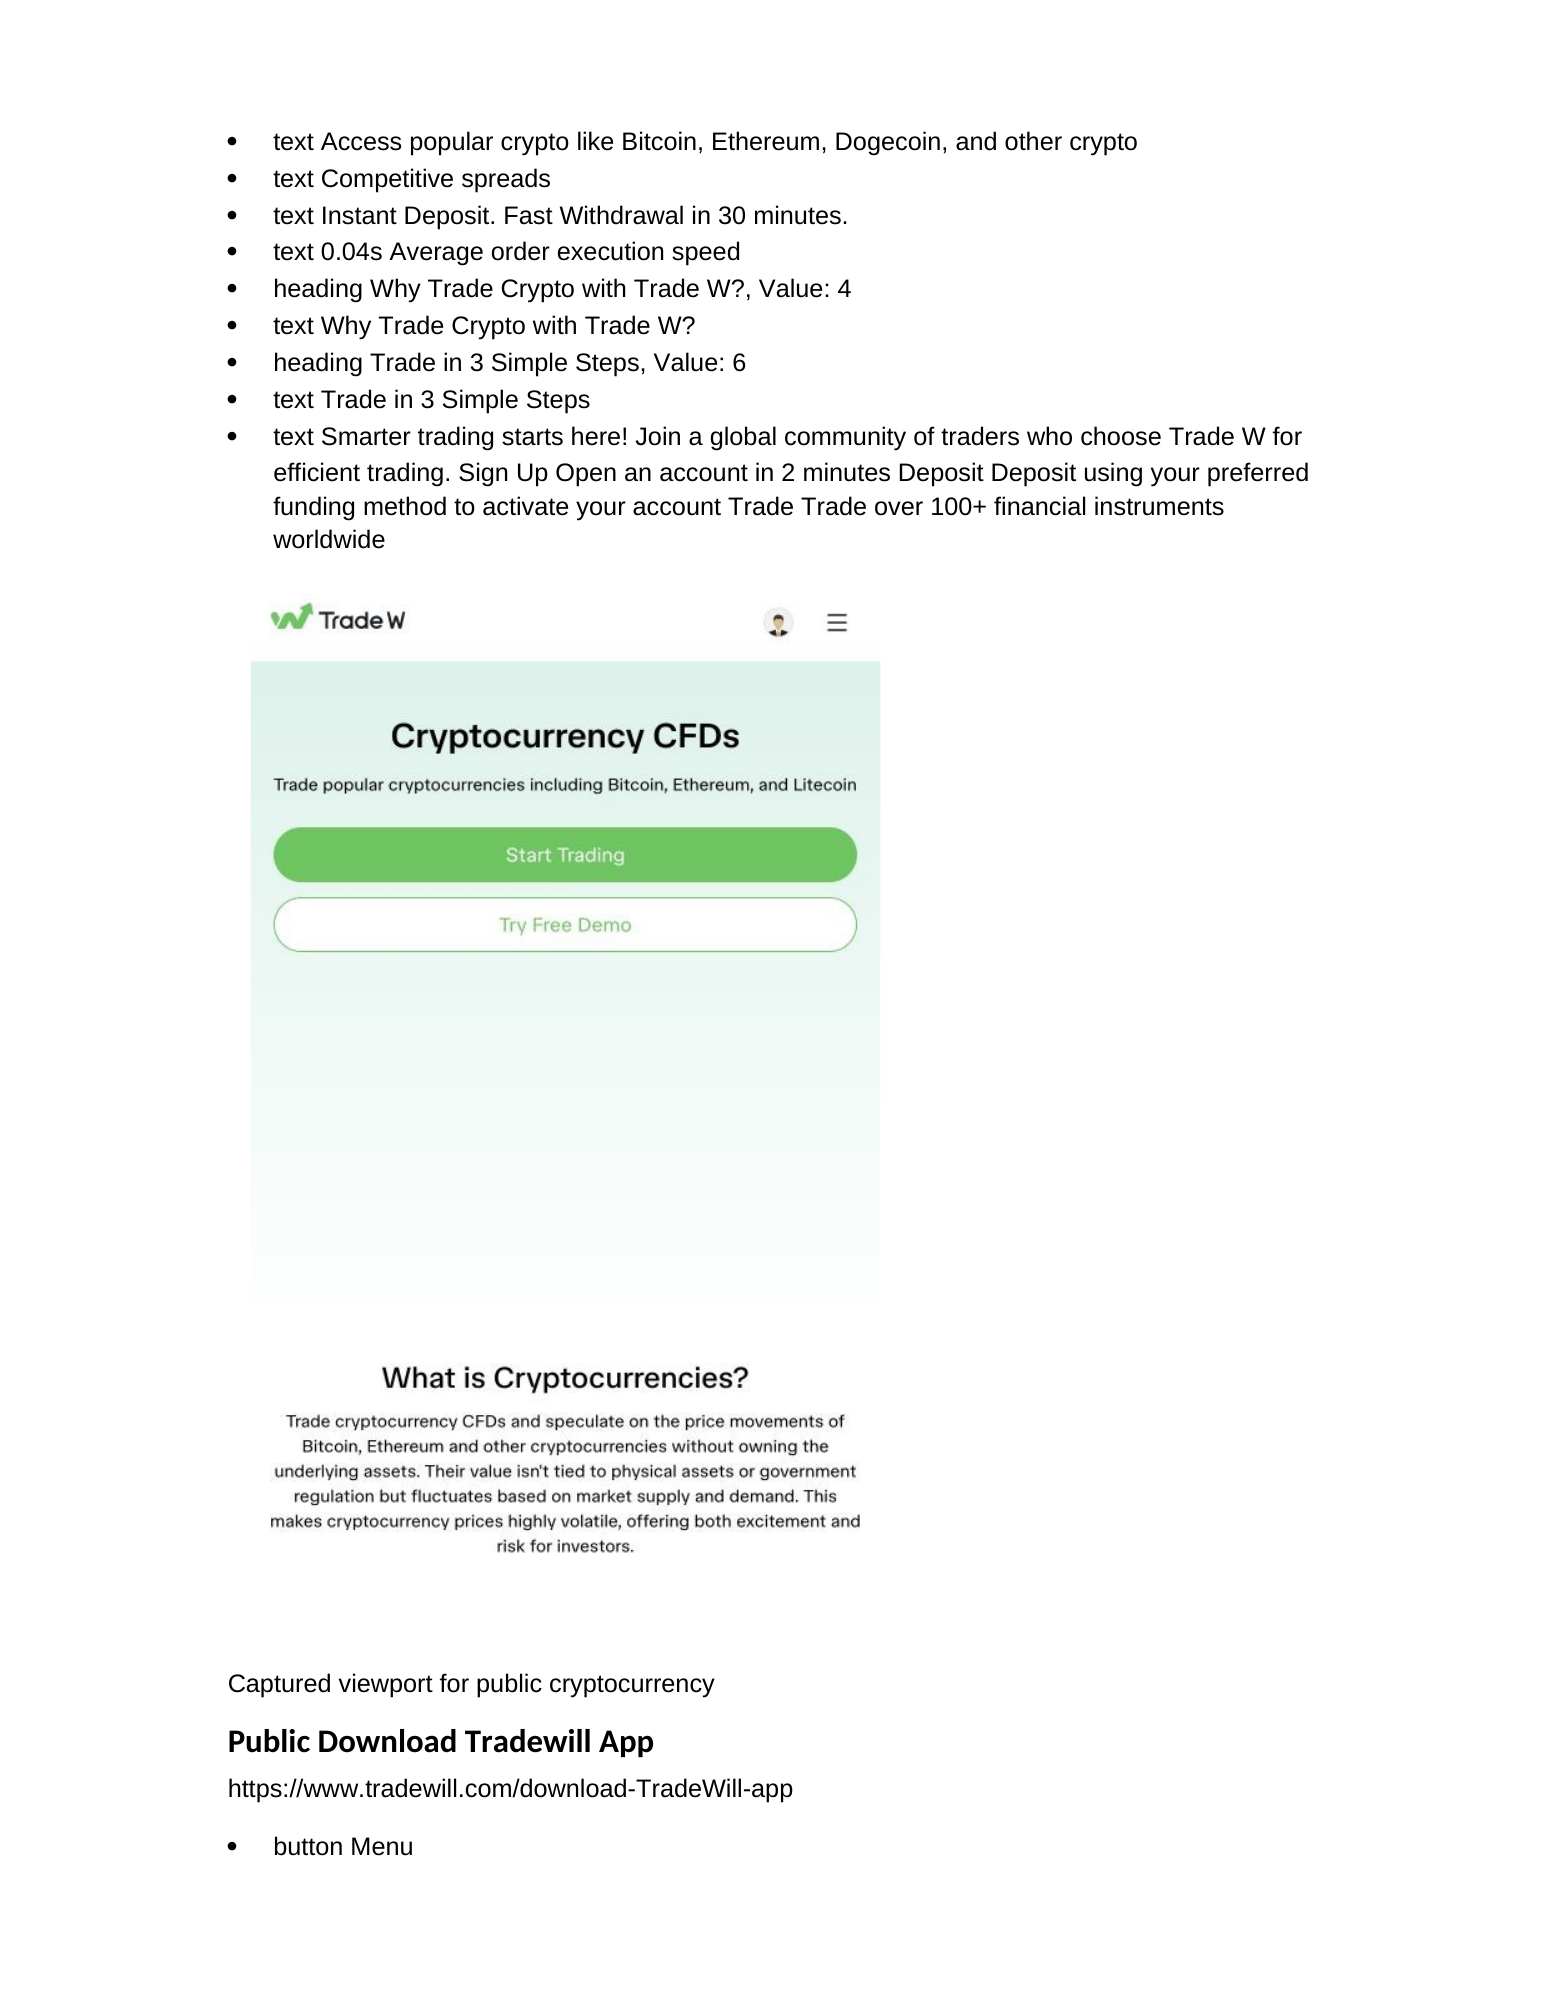 text Access popular crypto like Bitcoin, Ethereum, Dogecoin, and other crypto
text Competitive spreads
text Instant Deposit. Fast Withdrawal in 30 minutes.
text 0.04s Average order execution speed
heading Why Trade Crypto with Trade W?, Value: 4
text Why Trade Crypto with Trade W?
heading Trade in 3 Simple Steps, Value: 6
text Trade in 3 Simple Steps
text Smarter trading starts here! Join a global community of traders who choose Trade W for
efficient trading. Sign Up Open an account in 2 minutes Deposit Deposit using your preferred
funding method to activate your account Trade Trade over 100+ financial instruments
worldwide
Trade W
Cryptocurrency CFDs
Trade popular cryptocurrencies including Bitcoin, Ethereum, and Litecoin
Start Trading
Try Free Demo
What is Cryptocurrencies?
Trade cryptocurrency CFDs and speculate on the price movements of
Bitcoin, Ethereum and other cryptocurrencies without owning the
underlying assets. Their value isn't tied to physical assets or government
regulation but fluctuates based on market supply and demand. This
makes cryptocurrency prices highly volatile, offering both excitement and
risk for investors.
Captured viewport for public cryptocurrency
Public Download Tradewill App
https://www.tradewill.com/download-TradeWill-app
button Menu